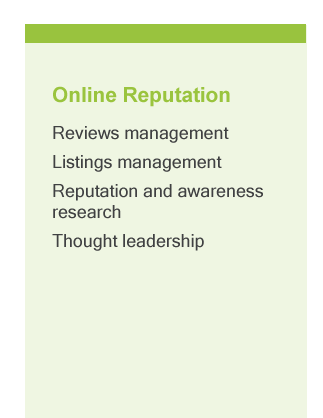 Online Reputation
Reviews management
Listings management
Reputation and awareness
research
Thought leadership